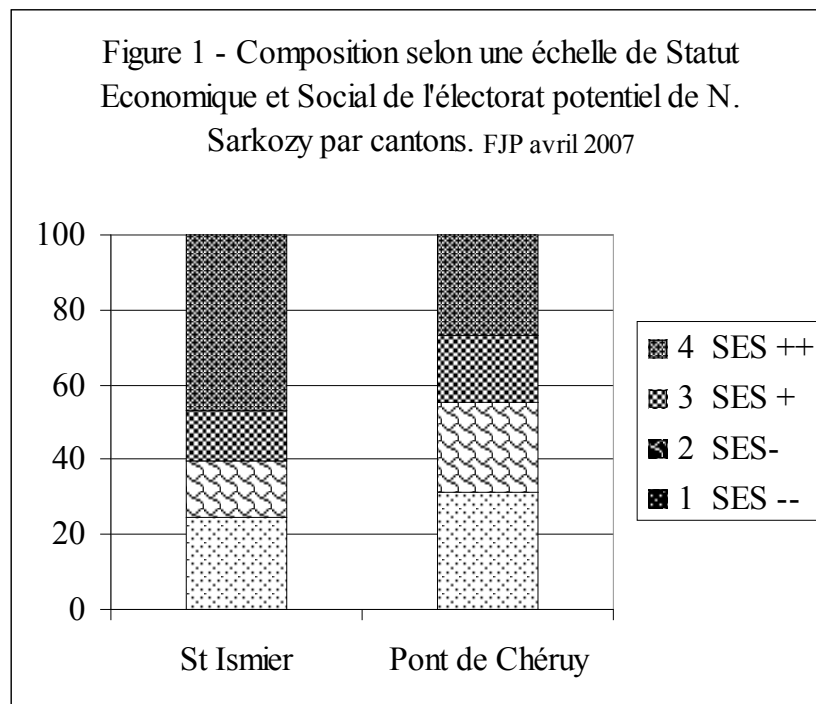 Figure 1 - Composition selon une échelle de Statut
Economique et Social de l'électorat potentiel de N.
Sarkozy par cantons. FJP avril 2007
100
80
60
40
20
0
St Ismier
Pont de Chéruy
4 SES ++
3 SES +
2 SES-
1 SES --